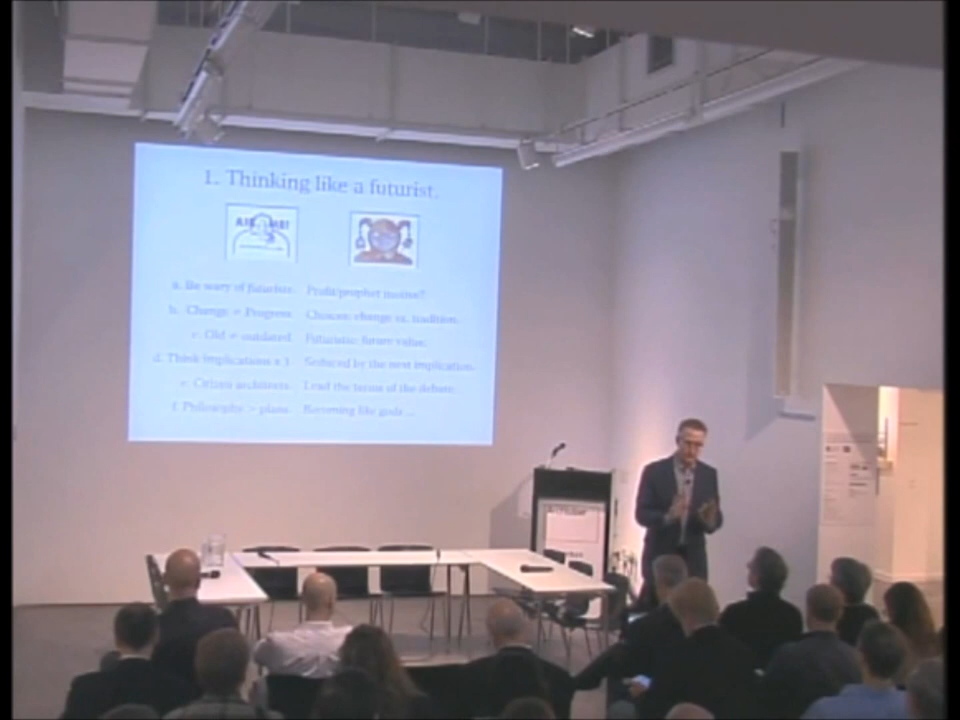 1. Thinking like a futurist.
a. Be wary of futurists. Profit/prophet motive?
b. Change = Progress. Choices: change vs. tradition.
c. Old = outdated. Futuristic: future value.
d. Think implications x 3. Seduced by the next implication.
e. Citizen architects. Lead the terms of the debate.
f. Philosophy > plans. Becoming like gods ...